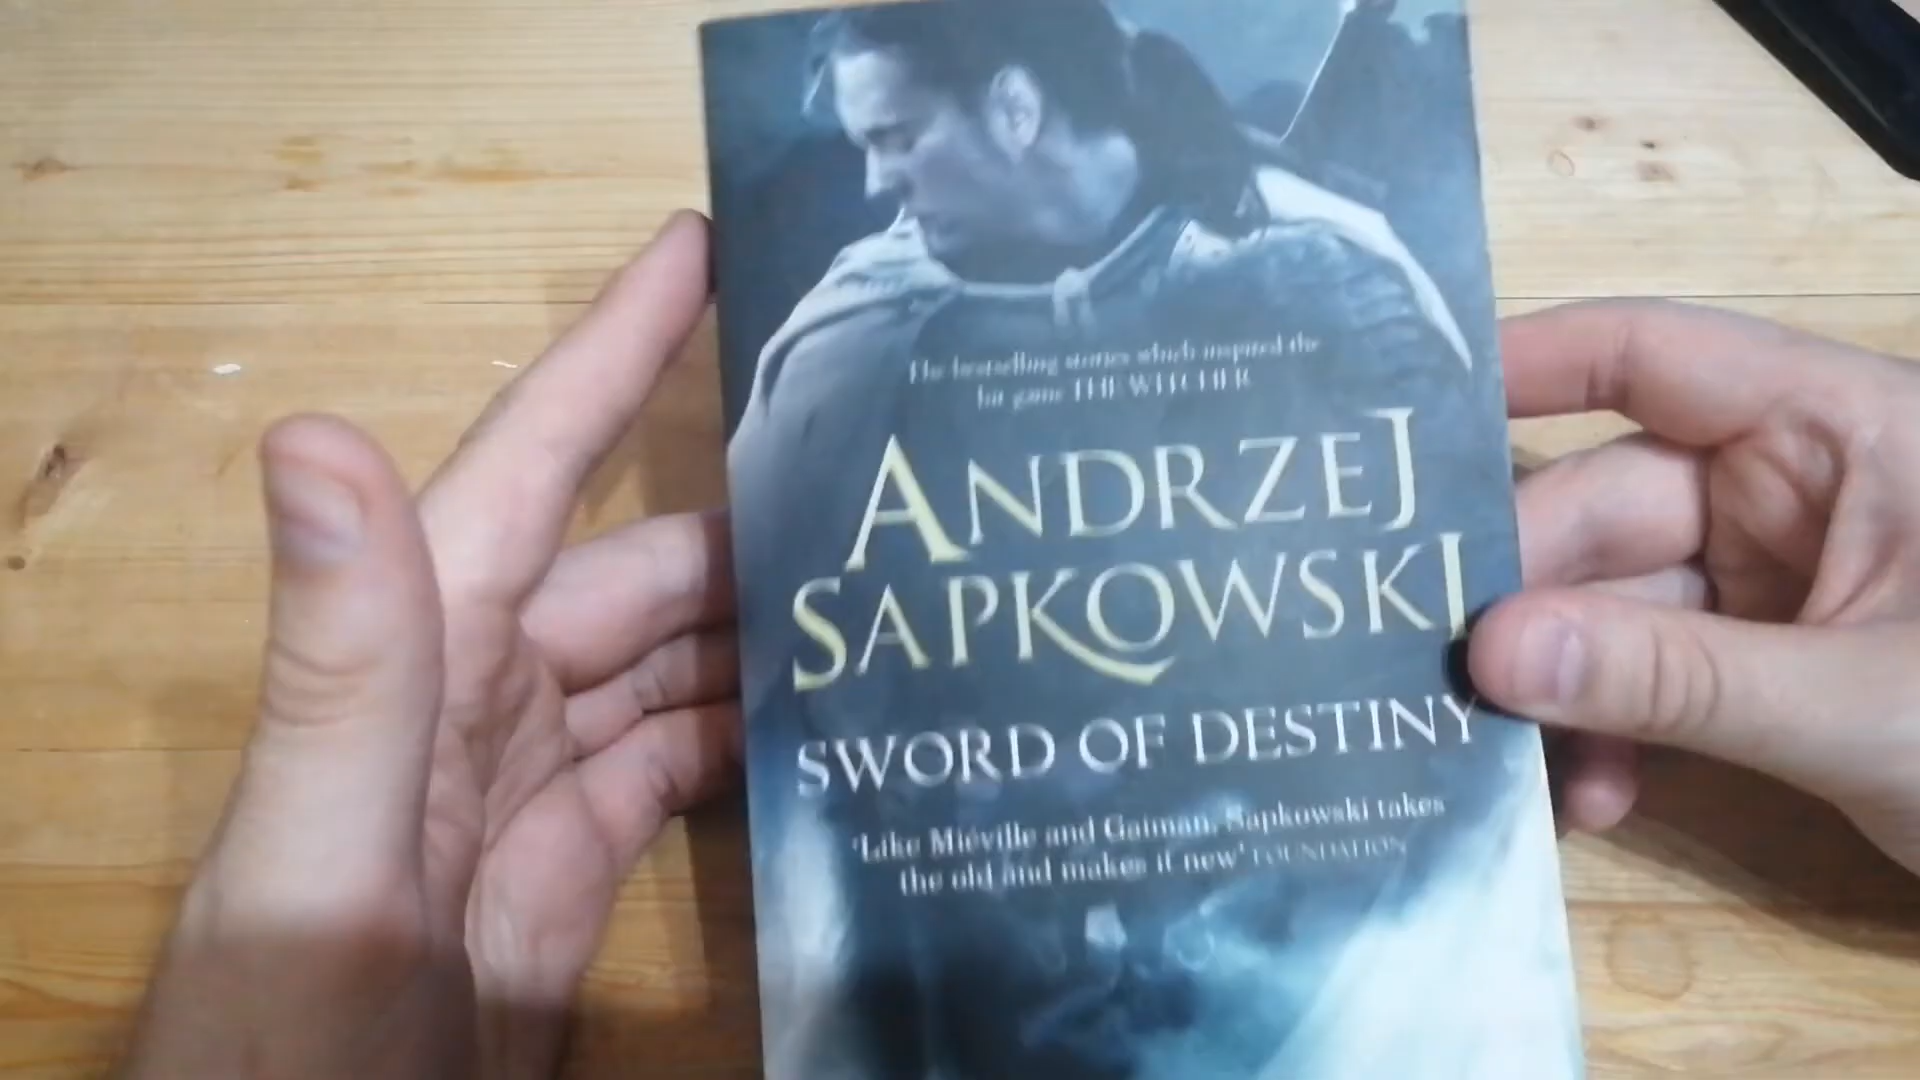 The bestselling stories which inspired the
hit game THE WITCHER
ANDRZEJ
SAPKOWSKI
SWORD OF DESTINY
'Like Miéville and Gaiman, Sapkowski takes
the old and makes it new' FOUNDATION